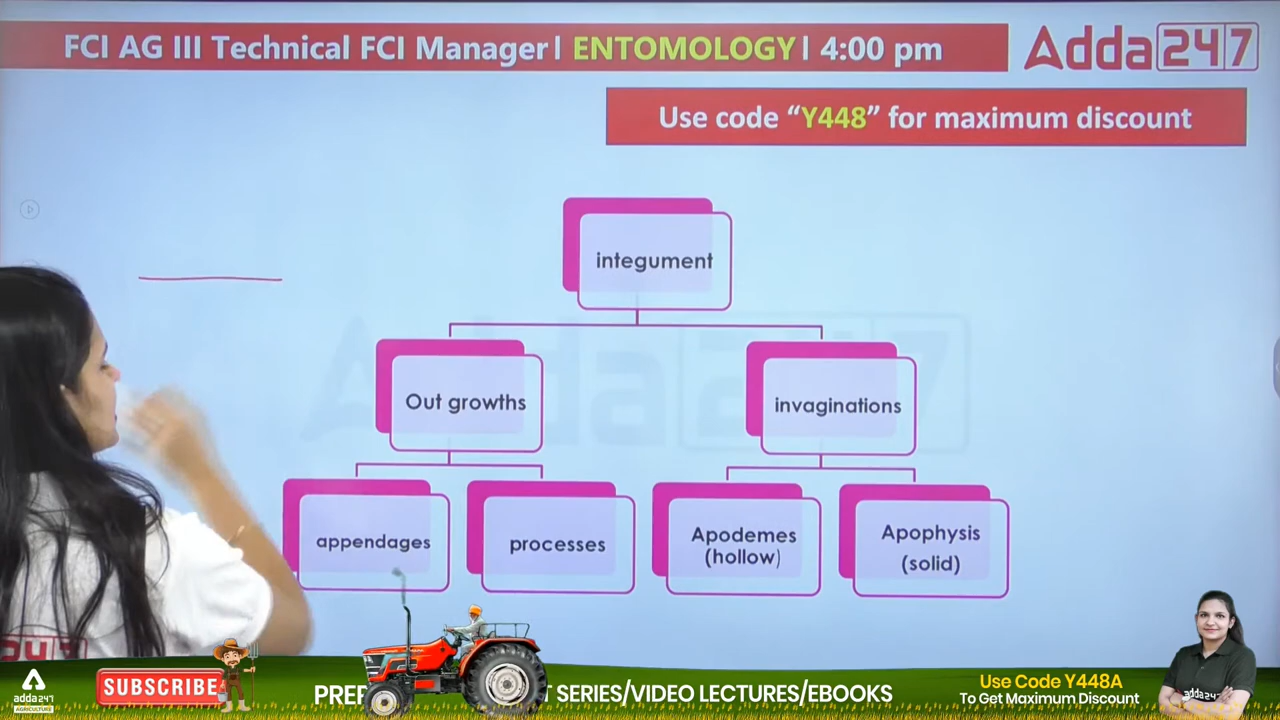 FCI AG III Technical FCI Manager| ENTOMOLOGY| 4:00 pm
Adda247
Use code “Y448” for maximum discount
integument
Out growths
invaginations
appendages
processes
Apodemes
(hollow)
Apophysis
(solid)
adda247
AGRICULTURE
SUBSCRIBE
SERIES/VIDEO LECTURES/EBOOKS
Use Code Y448A
To Get Maximum Discount
adda247